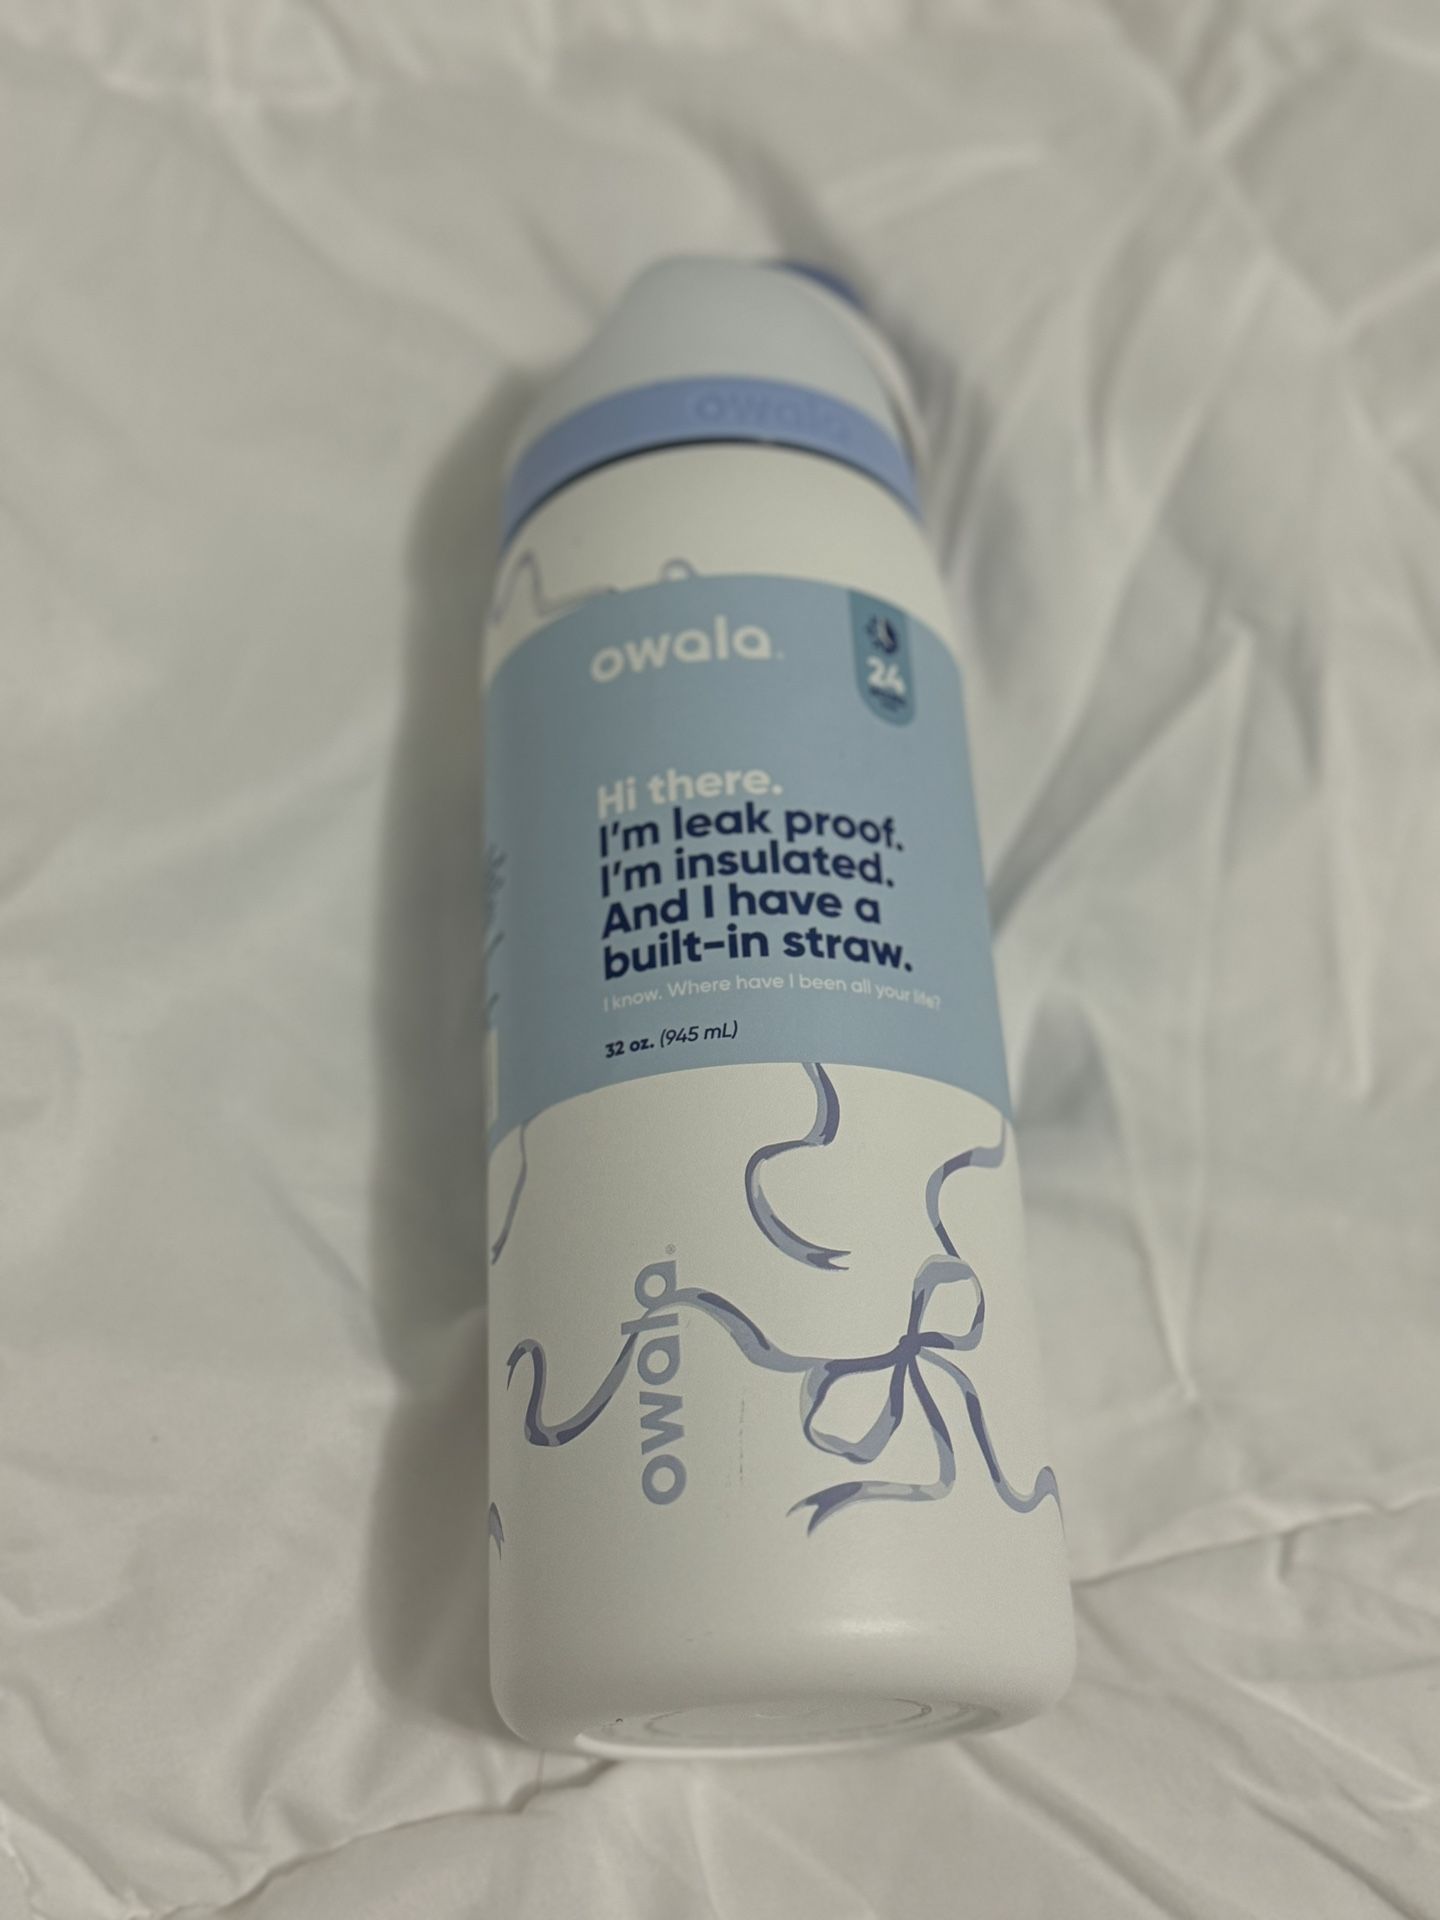 owala
owala
24
Hi there.
I'm leak proof.
I'm insulated.
And I have a
built-in straw.
I know. Where have I been all your life?
32 oz. (945 mL)
owala®